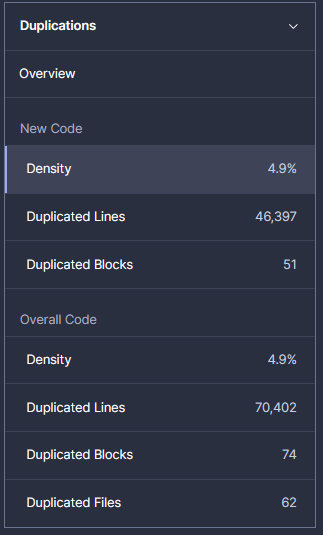 Duplications
Overview
New Code
Density 4.9%
Duplicated Lines 46,397
Duplicated Blocks 51
Overall Code
Density 4.9%
Duplicated Lines 70,402
Duplicated Blocks 74
Duplicated Files 62